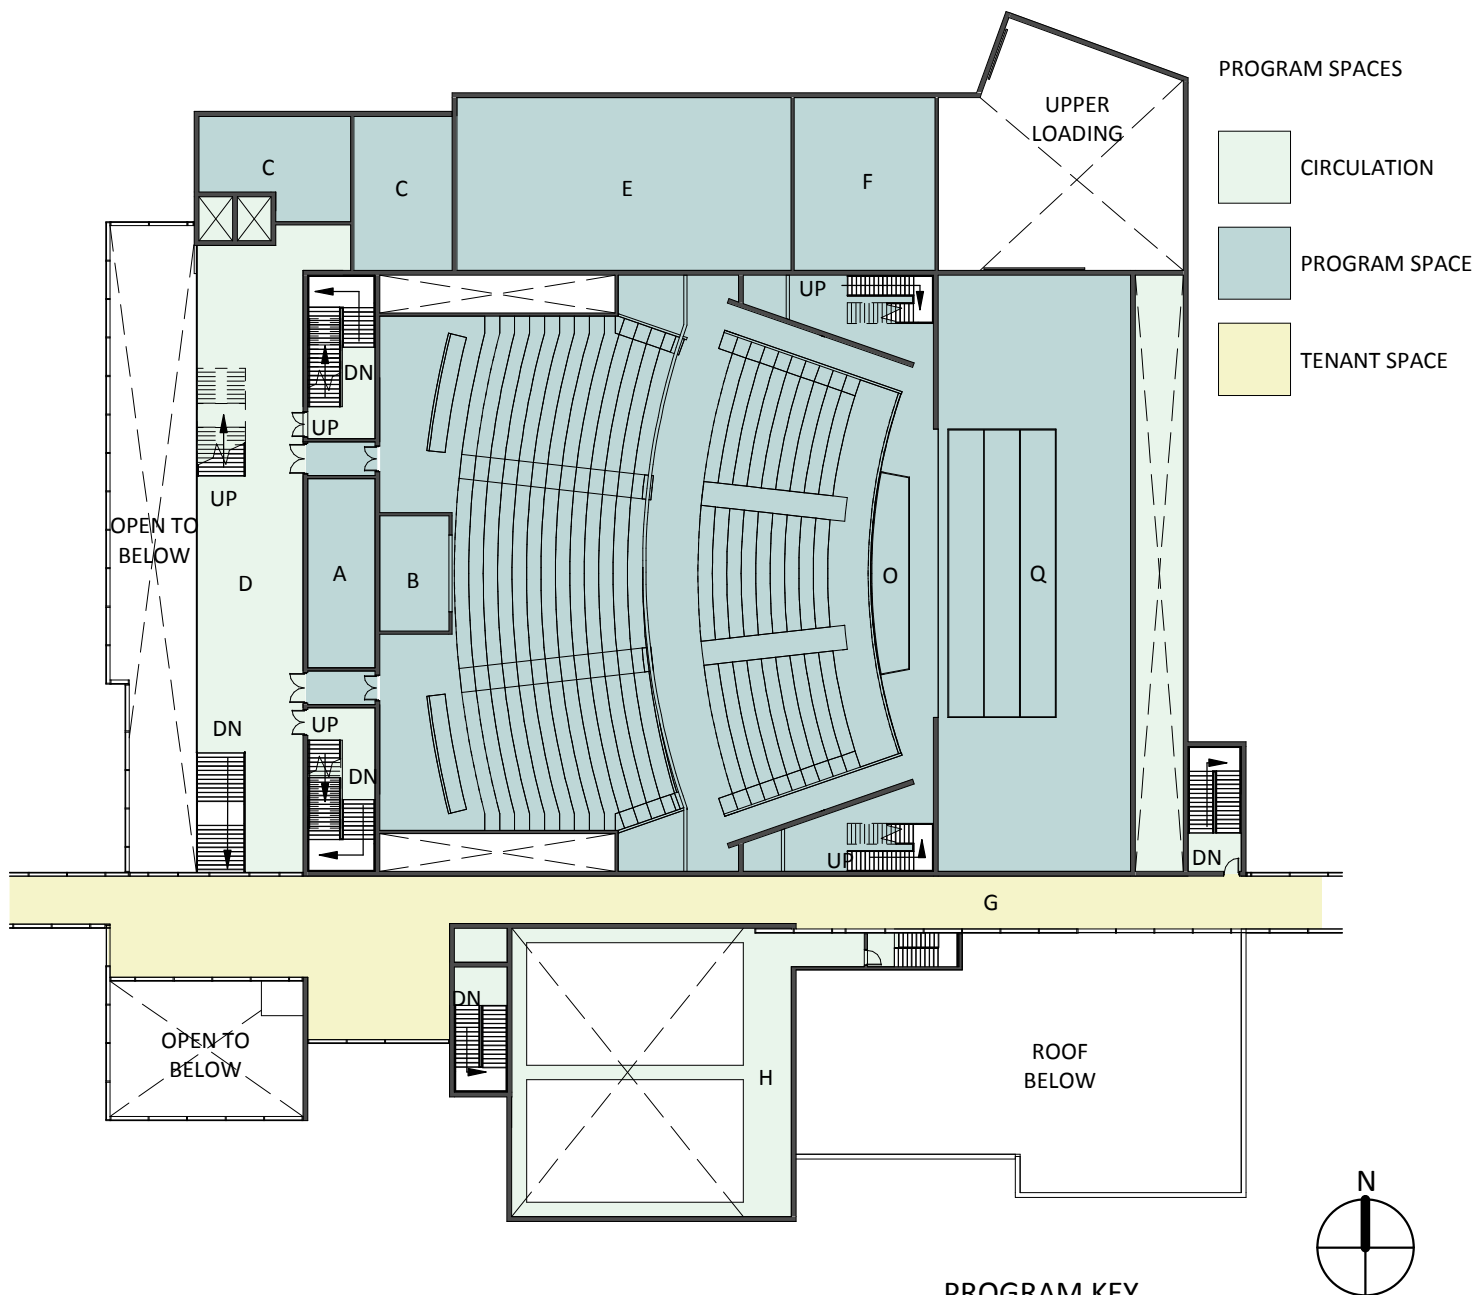 PROGRAM SPACES
UPPER
LOADING
CIRCULATION
C
C
E
F
PROGRAM SPACE
UP
TENANT SPACE
DN
UP
UP
OPEN TO
BELOW
D
A
B
O
Q
DN
UP
DN
UP
DN
G
DN
OPEN TO
BELOW
H
ROOF
BELOW
N
PROGRAM KEY